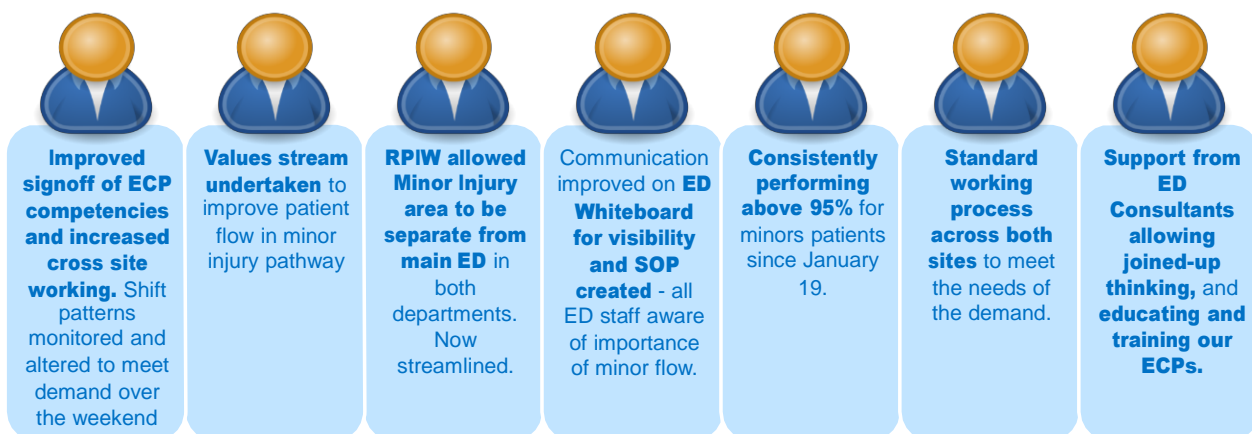 Improved
signoff of ECP
competencies
and increased
cross site
working. Shift
patterns
monitored and
altered to meet
demand over
the weekend
Values stream
undertaken to
improve patient
flow in minor
injury pathway
RPIW allowed
Minor Injury
area to be
separate from
main ED in
both
departments.
Now
streamlined.
Communication
improved on ED
Whiteboard
for visibility
and SOP
created - all
ED staff aware
of importance
of minor flow.
Consistently
performing
above 95% for
minors patients
since January
19.
Standard
working
process
across both
sites to meet
the needs of
the demand.
Support from
ED
Consultants
allowing
joined-up
thinking, and
educating and
training our
ECPs.